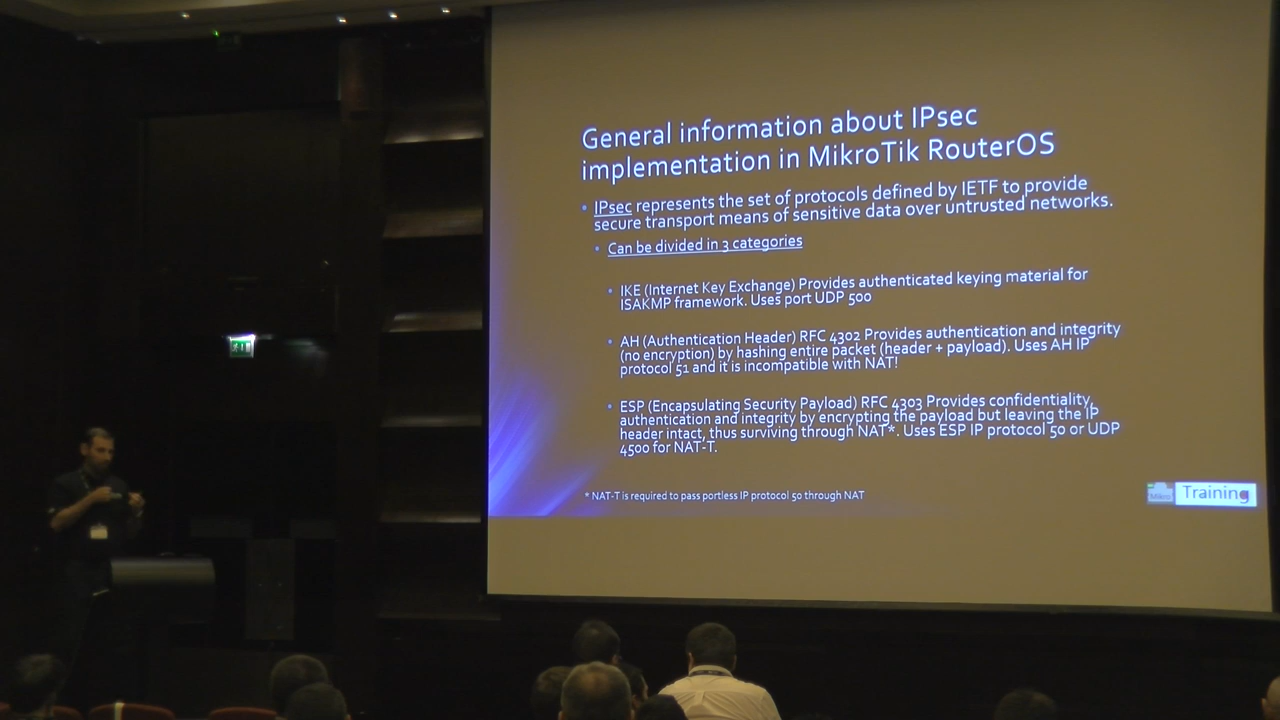 General information about IPsec
implementation in MikroTik RouterOS
• IPsec represents the set of protocols defined by IETF to provide
secure transport means of sensitive data over untrusted networks.
• Can be divided in 3 categories
• IKE (Internet Key Exchange) Provides authenticated keying material for
ISAKMP framework. Uses port UDP 500
• AH (Authentication Header) RFC 4302 Provides authentication and integrity
(no encryption) by hashing entire packet (header + payload). Uses AH IP
protocol 51 and it is incompatible with NAT!
• ESP (Encapsulating Security Payload) RFC 4303 Provides confidentiality,
authentication and integrity by encrypting the payload but leaving the IP
header intact, thus surviving through NAT*. Uses ESP IP protocol 50 or UDP
4500 for NAT-T.
* NAT-T is required to pass portless IP protocol 50 through NAT
Mikro Training